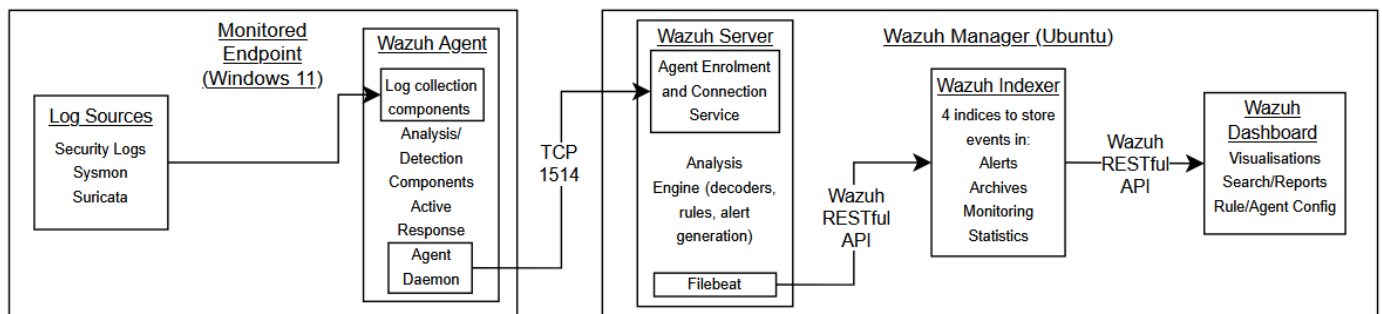 Monitored
Endpoint
(Windows 11)
Log Sources
Security Logs
Sysmon
Suricata
Wazuh Agent
Log collection
components
Analysis/
Detection
Components
Active
Response
Agent
Daemon
TCP
1514
Wazuh Manager (Ubuntu)
Wazuh Server
Agent Enrolment
and Connection
Service
Analysis
Engine (decoders,
rules, alert
generation)
Filebeat
Wazuh
RESTful
API
Wazuh Indexer
4 indices to store
events in:
Alerts
Archives
Monitoring
Statistics
Wazuh
RESTful
API
Wazuh
Dashboard
Visualisations
Search/Reports
Rule/Agent Config